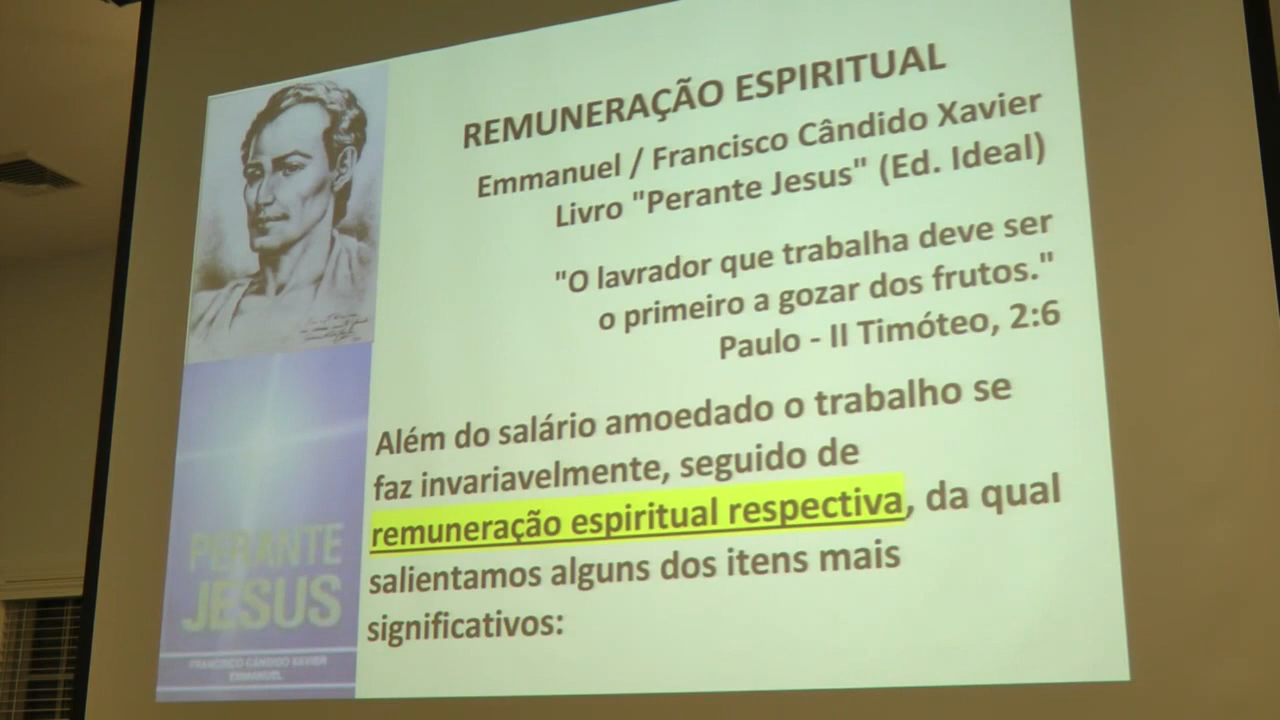 REMUNERAÇÃO ESPIRITUAL
Emmanuel / Francisco Cândido Xavier
Livro "Perante Jesus" (Ed. Ideal)
"O lavrador que trabalha deve ser
o primeiro a gozar dos frutos."
Paulo - II Timóteo, 2:6
Além do salário amoedado o trabalho se
faz invariavelmente, seguido de
remuneração espiritual respectiva, da qual
salientamos alguns dos itens mais
significativos:
PERANTE
JESUS
FRANCISCO CÂNDIDO XAVIER
EMMANUEL